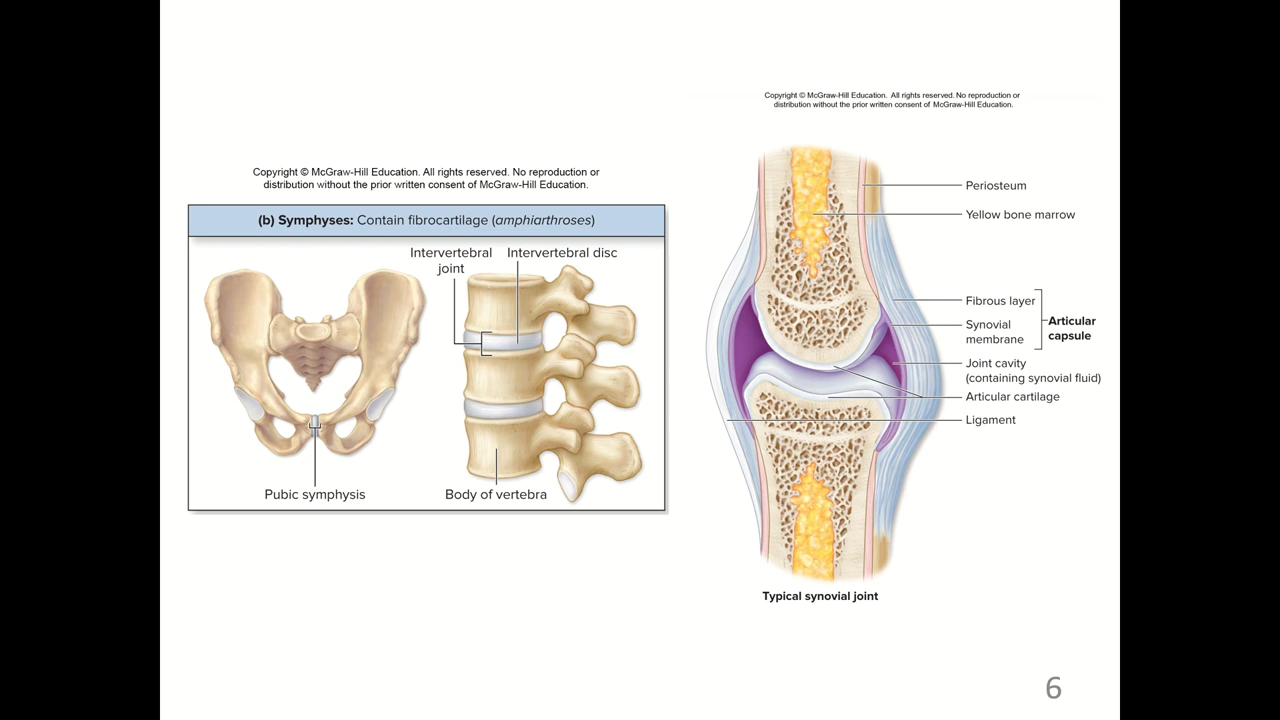 Copyright © McGraw-Hill Education. All rights reserved. No reproduction or
distribution without the prior written consent of McGraw-Hill Education.
(b) Symphyses: Contain fibrocartilage (amphiarthroses)
Intervertebral
joint
Intervertebral disc
Pubic symphysis
Body of vertebra
Copyright © McGraw-Hill Education. All rights reserved. No reproduction or
distribution without the prior written consent of McGraw-Hill Education.
Periosteum
Yellow bone marrow
Fibrous layer
Synovial
membrane
Articular
capsule
Joint cavity
(containing synovial fluid)
Articular cartilage
Ligament
Typical synovial joint
6